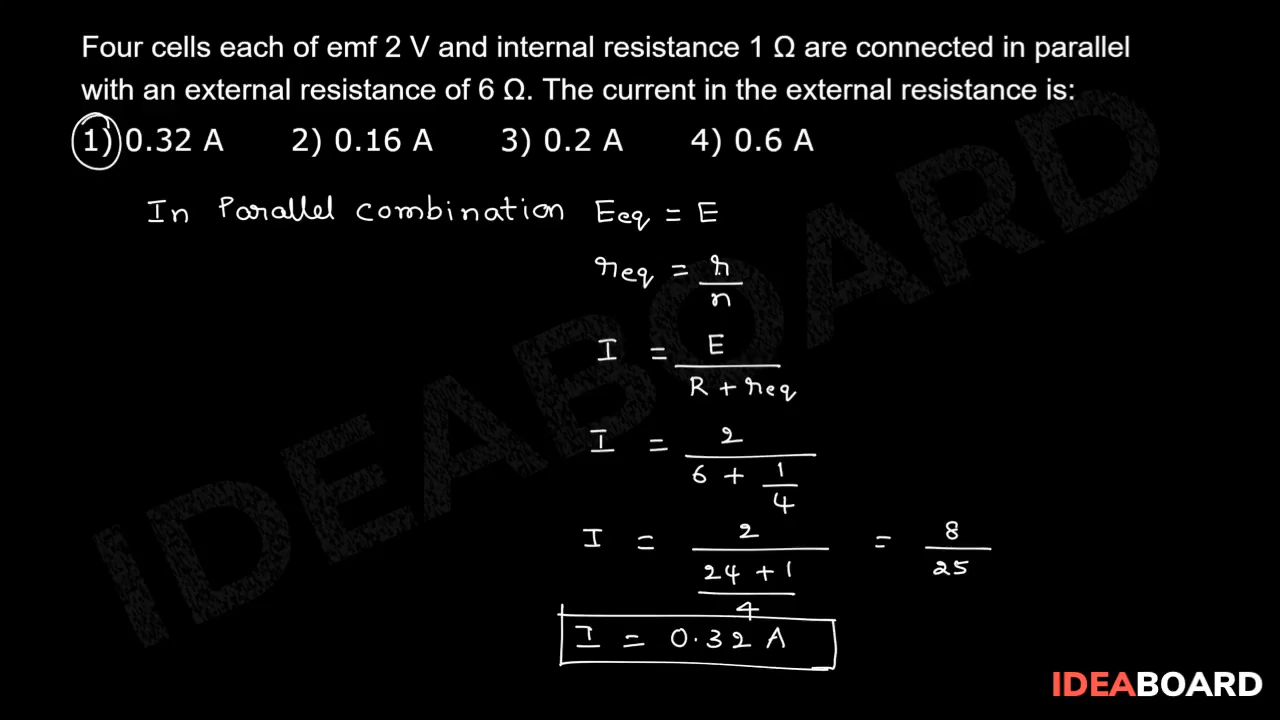 Four cells each of emf 2 V and internal resistance 1 Ω are connected in parallel
with an external resistance of 6 Ω. The current in the external resistance is:
1) 0.32 A 2) 0.16 A 3) 0.2 A 4) 0.6 A
In Parallel combination Eeq = E
req = r/n
I = E/(R + req)
I = 2/(6 + 1/4)
I = 2/((24 + 1)/4) = 8/25
I = 0.32 A
IDEABOARD
IDEABOARD